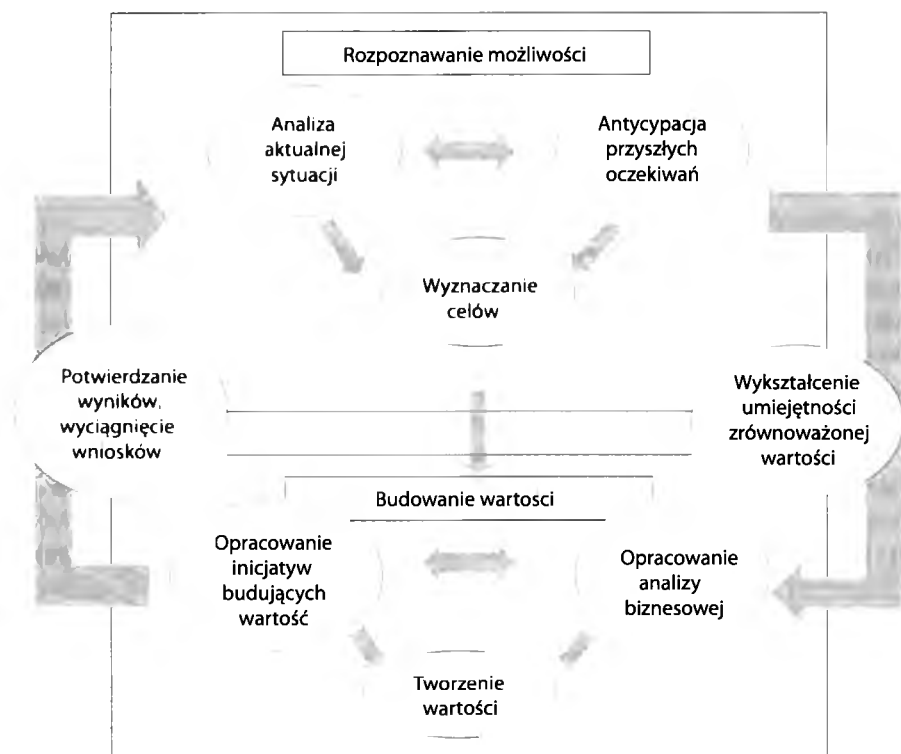 Rozpoznawanie możliwości
Analiza
aktualnej
sytuacji
Antycypacja
przyszłych
oczekiwań
Wyznaczanie
celów
Potwierdzanie
wyników,
wyciągnięcie
wniosków
Wykształcenie
umiejętności
zrównoważonej
wartości
Budowanie wartosci
Opracowanie
inicjatyw
budujących
wartość
Opracowanie
analizy
biznesowej
Tworzenie
wartości